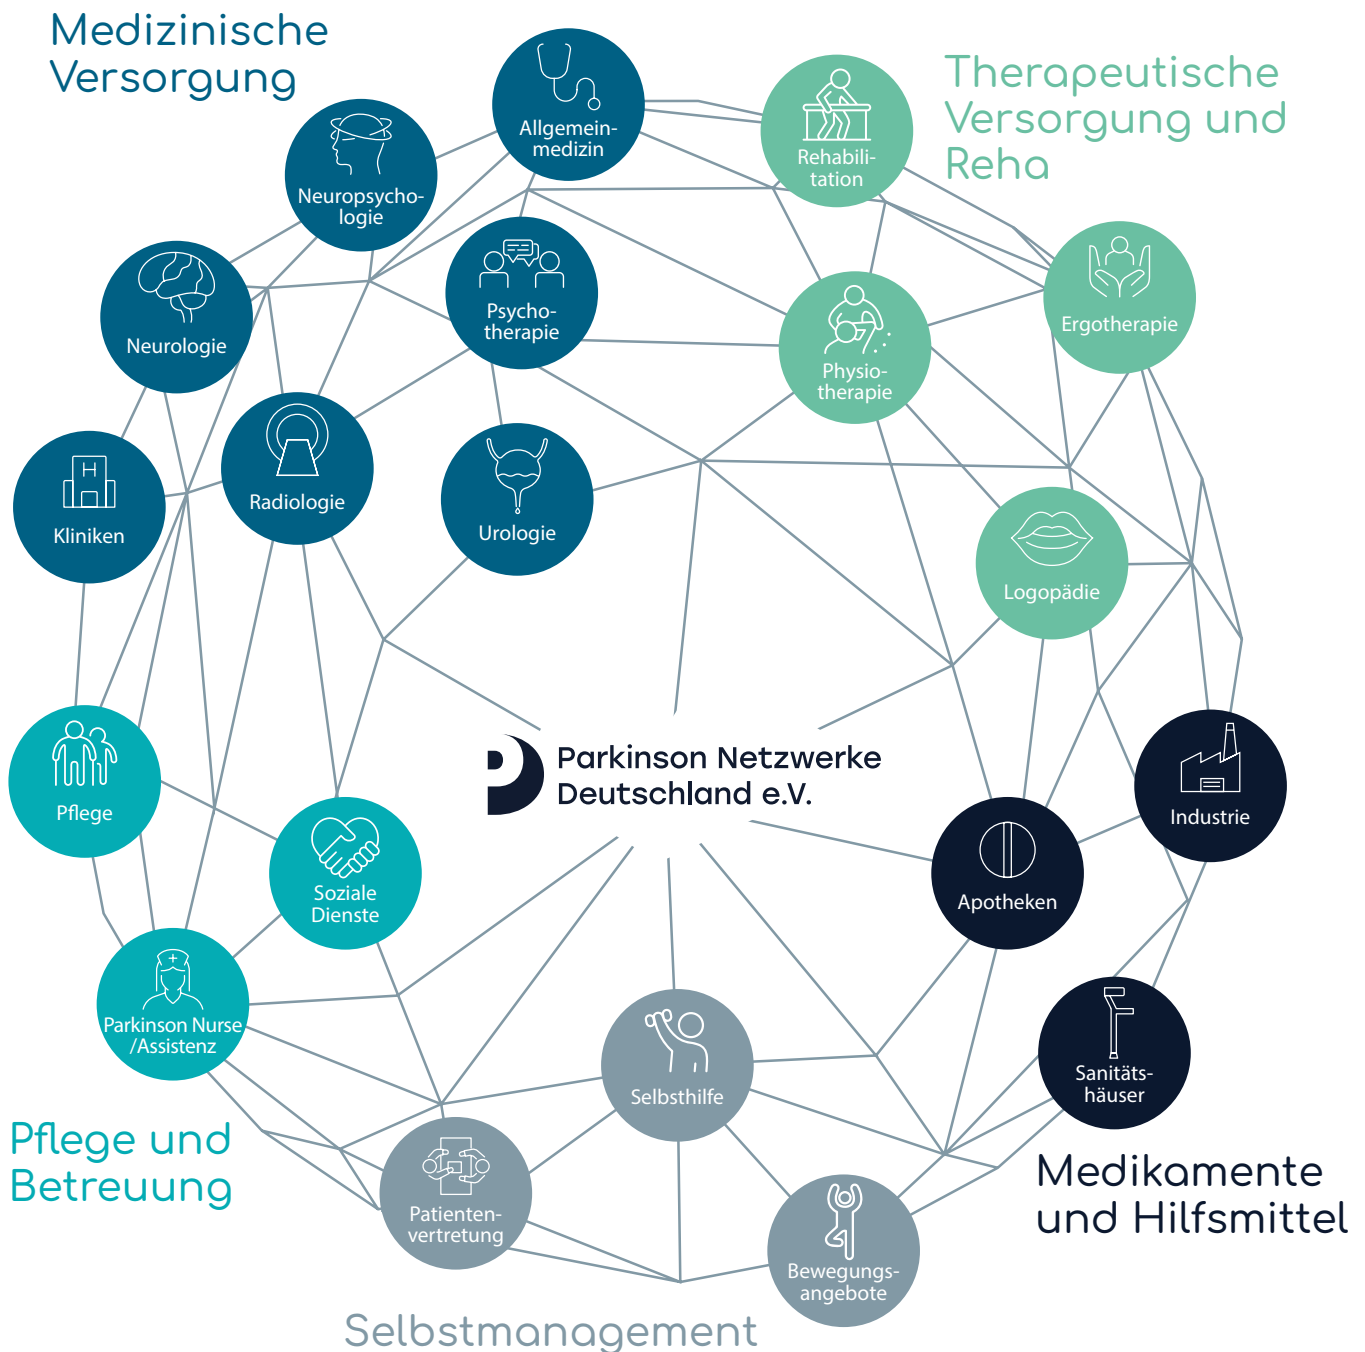 Medizinische
Versorgung
Allgemein-
medizin
Neuropsycho-
logie
Neurologie
Psycho-
therapie
Radiologie
Kliniken
Urologie
Therapeutische
Versorgung und
Reha
Rehabili-
tation
Ergotherapie
Physio-
therapie
Logopädie
Parkinson Netzwerke
Deutschland e.V.
Pflege
Soziale
Dienste
Parkinson Nurse
/Assistenz
Pflege und
Betreuung
Industrie
Apotheken
Sanitäts-
häuser
Medikamente
und Hilfsmittel
Selbsthilfe
Patienten-
vertretung
Bewegungs-
angebote
Selbstmanagement
H